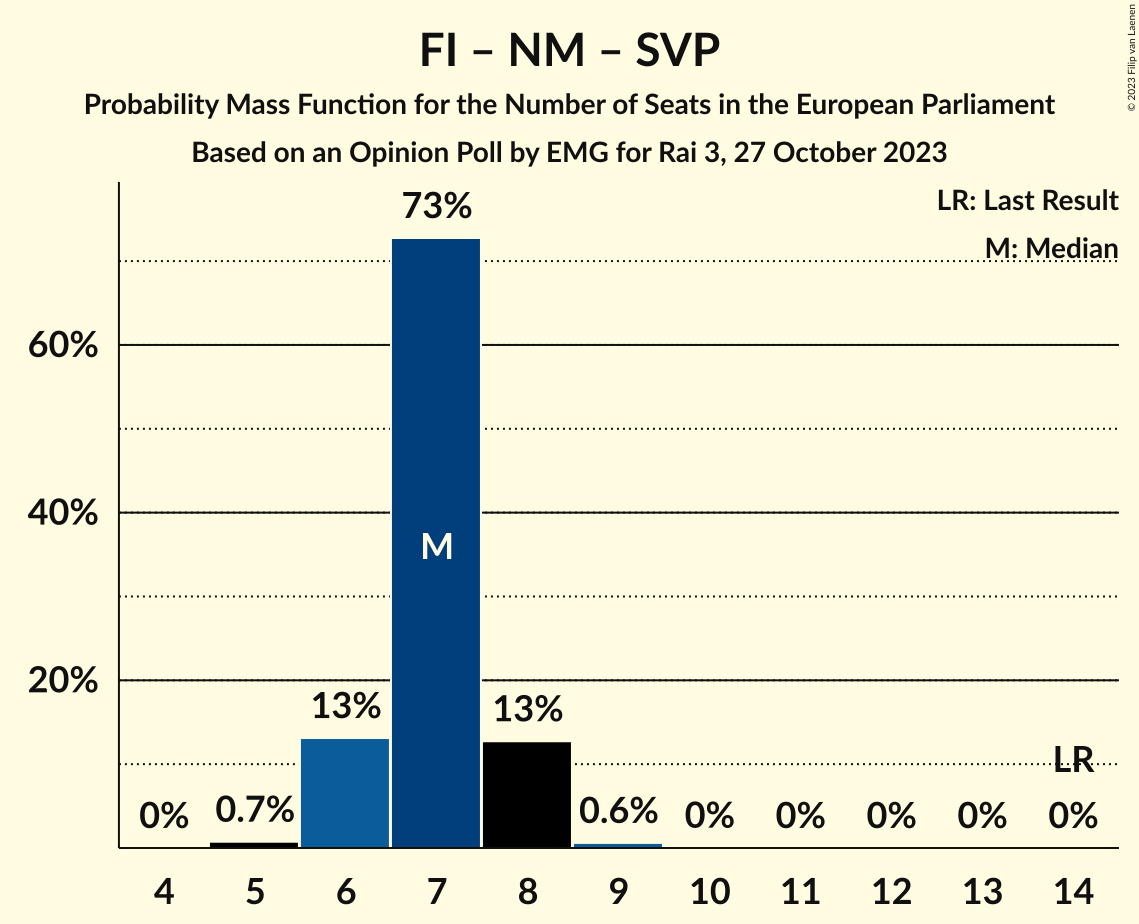 FI – NM – SVP
Probability Mass Function for the Number of Seats in the European Parliament
Based on an Opinion Poll by EMG for Rai 3, 27 October 2023
© 2023 Filip van Laenen
LR: Last Result
M: Median
60%
40%
20%
0%
0.7%
13%
73%
M
13%
0.6%
0%
0%
0%
0%
LR
0%
4 5 6 7 8 9 10 11 12 13 14